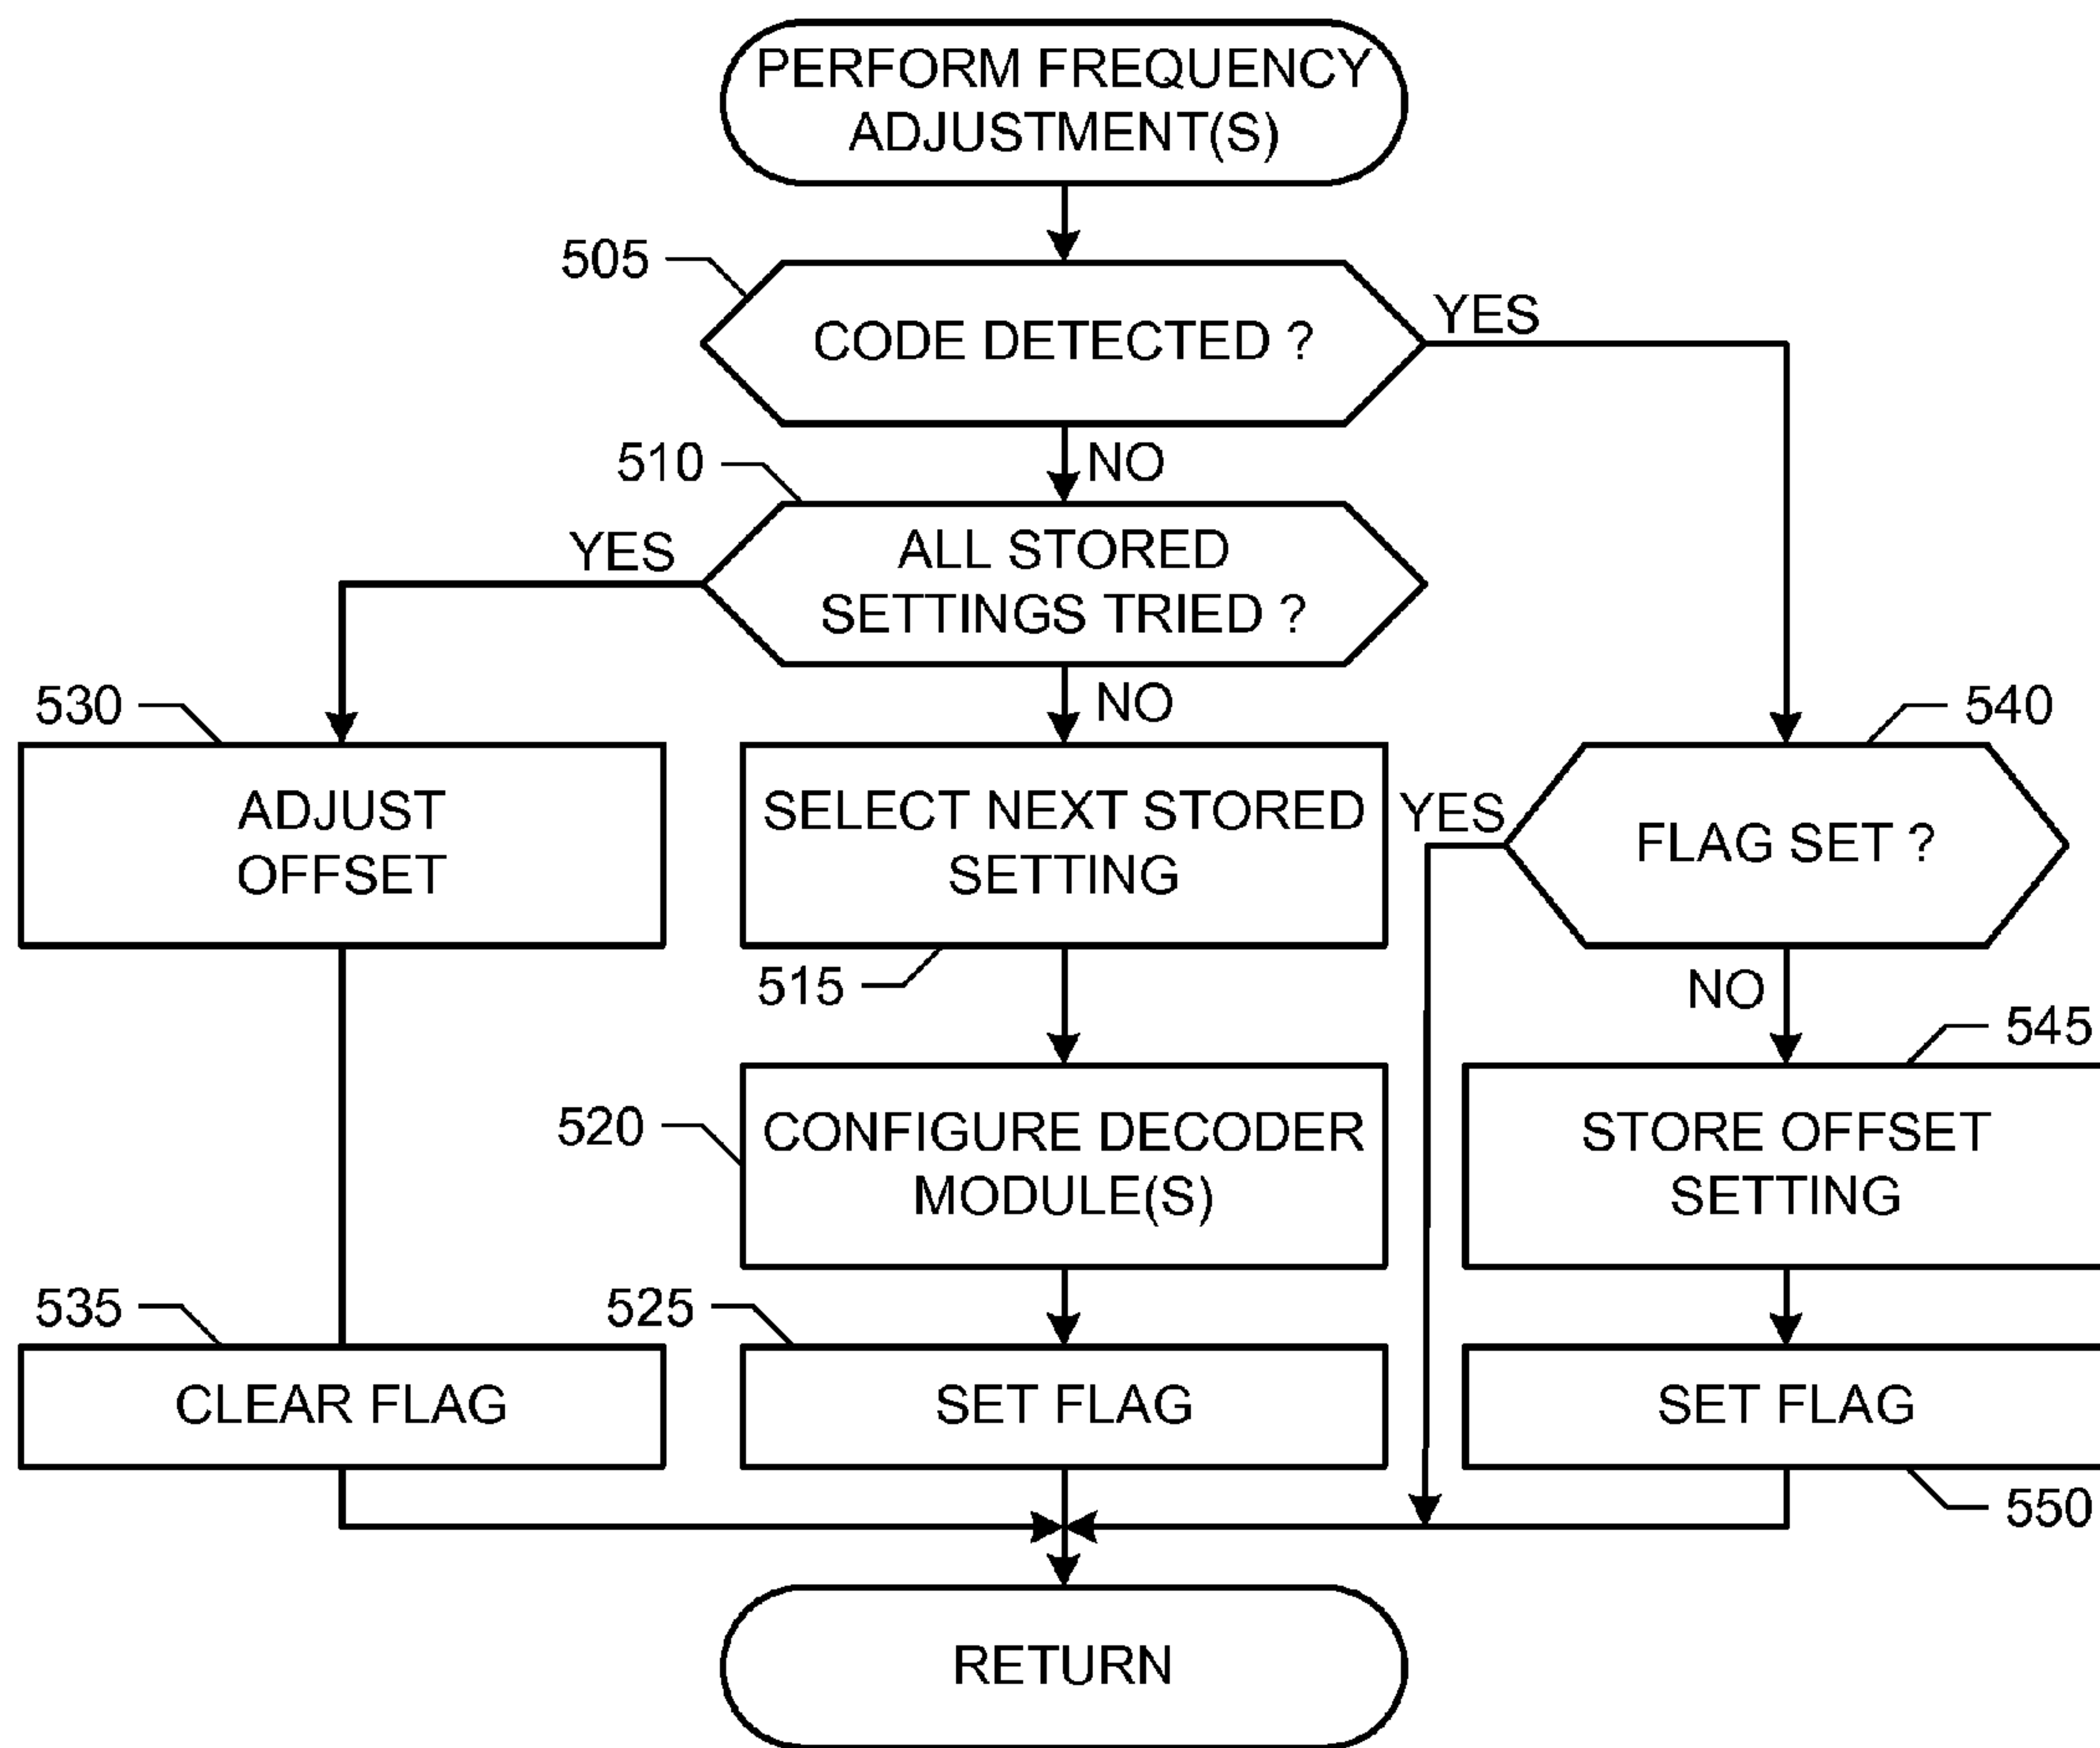 PERFORM FREQUENCY
ADJUSTMENT(S)
505
CODE DETECTED ?
YES
NO
510
ALL STORED
SETTINGS TRIED ?
YES
NO
530
ADJUST
OFFSET
SELECT NEXT STORED
SETTING
515
540
FLAG SET ?
YES
NO
520
CONFIGURE DECODER
MODULE(S)
545
STORE OFFSET
SETTING
535
CLEAR FLAG
525
SET FLAG
SET FLAG
550
RETURN